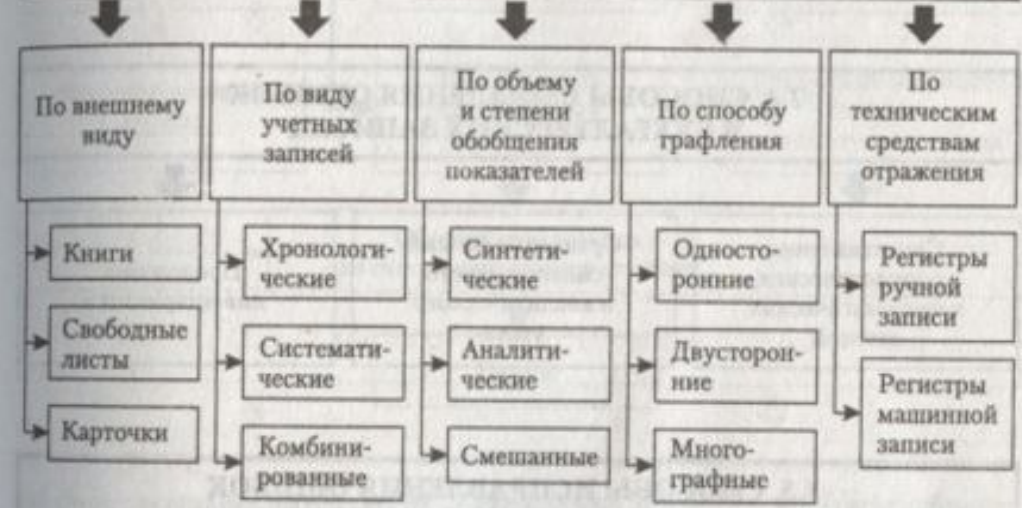 По внешнему
виду
Книги
Свободные
листы
Карточки
По виду
учетных
записей
Хронологи-
ческие
Системати-
ческие
Комбини-
рованные
По объему
и степени
обобщения
показателей
Синтети-
ческие
Аналити-
ческие
Смешанные
По способу
графления
Односто-
ронние
Двусторон-
ние
Много-
графные
По
техническим
средствам
отражения
Регистры
ручной
записи
Регистры
машинной
записи